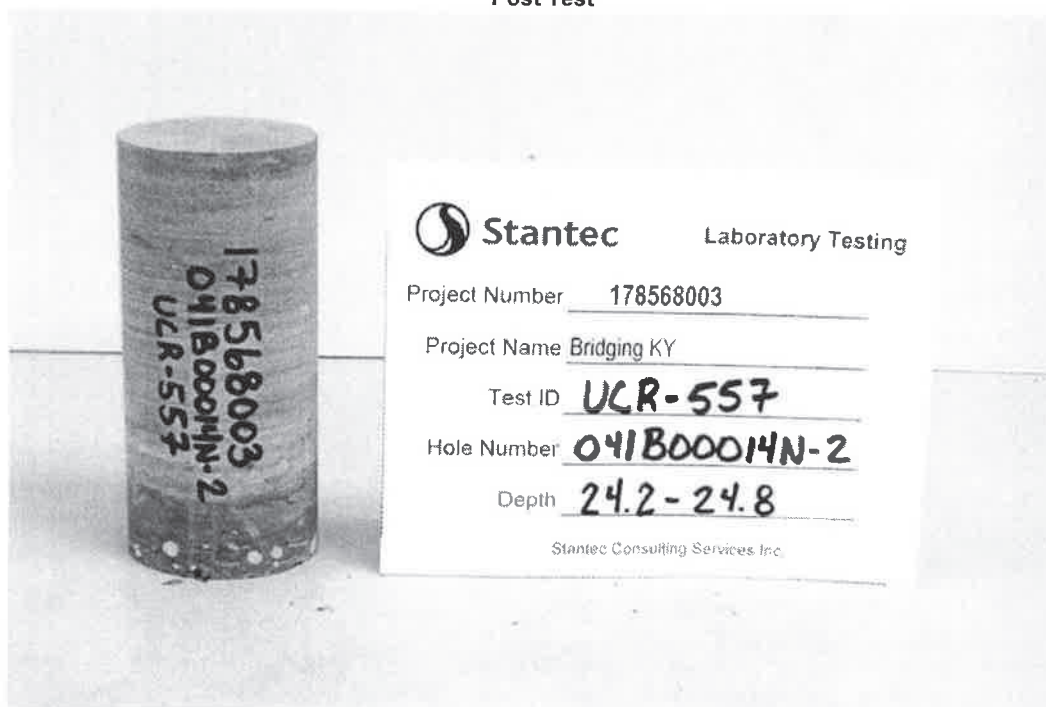 Post Test
178568003
041B00014N-2
UCR-557
Stantec Laboratory Testing
Project Number 178568003
Project Name Bridging KY
Test ID UCR-557
Hole Number 041B00014N-2
Depth 24.2-24.8
Stantec Consulting Services Inc.